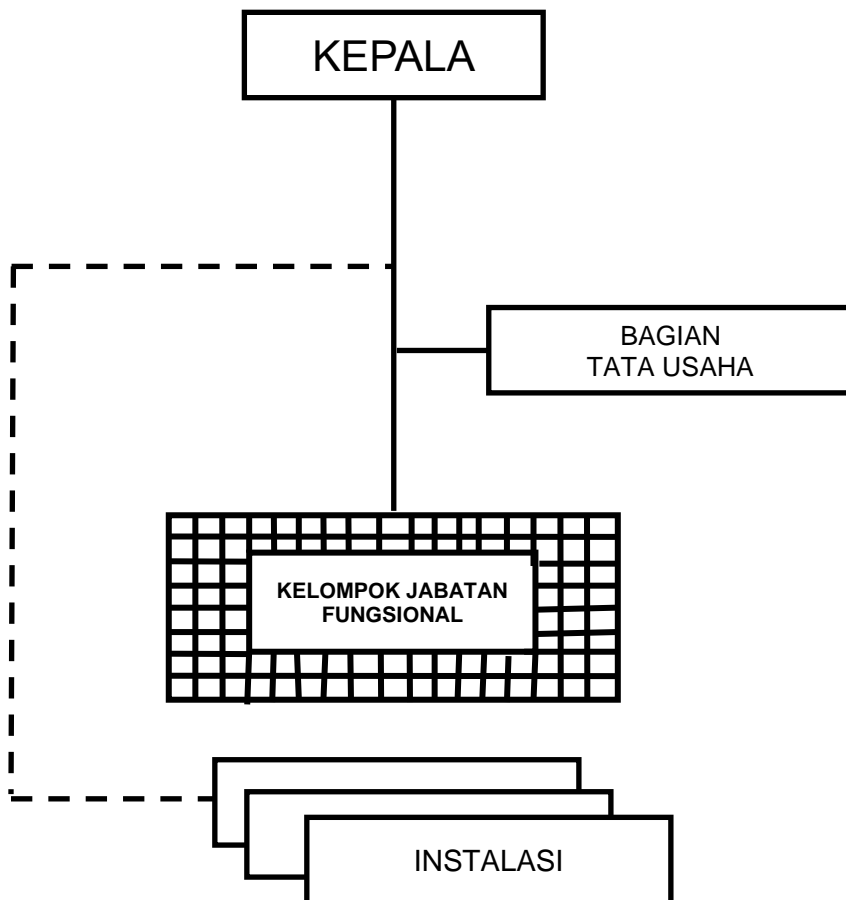 KEPALA
BAGIAN
TATA USAHA
KELOMPOK JABATAN
FUNGSIONAL
INSTALASI